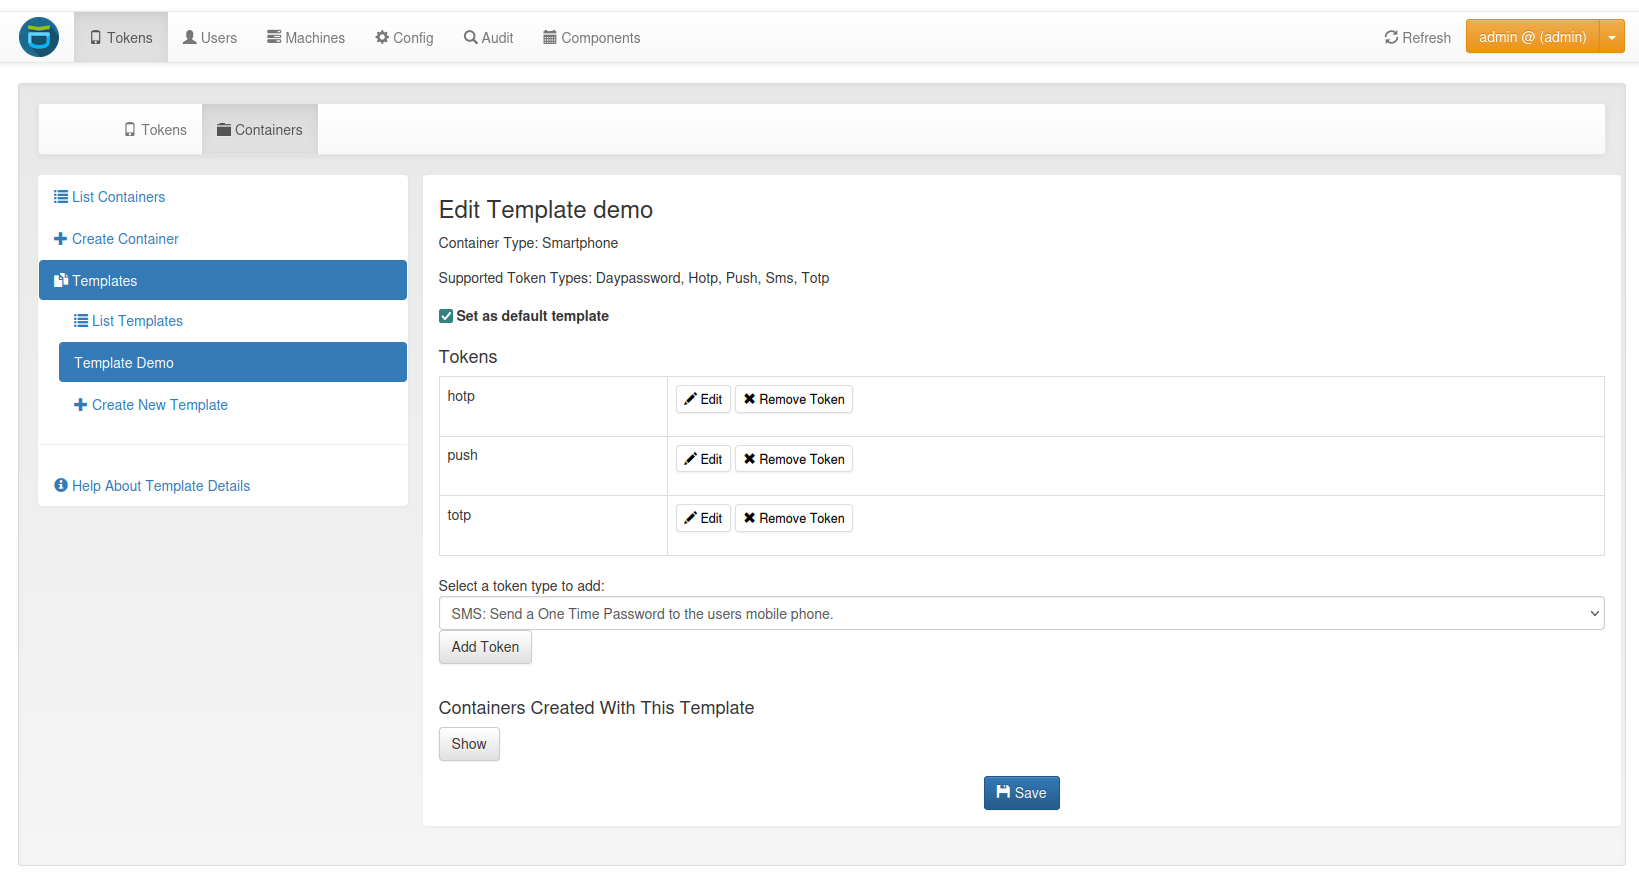 Tokens Users Machines Config Audit Components Refresh admin @ (admin)
Tokens Containers
List Containers
Create Container
Templates
List Templates
Template Demo
Create New Template
Help About Template Details
Edit Template demo
Container Type: Smartphone
Supported Token Types: Daypassword, Hotp, Push, Sms, Totp
Set as default template
Tokens
hotp Edit Remove Token
push Edit Remove Token
totp Edit Remove Token
Select a token type to add:
SMS: Send a One Time Password to the users mobile phone.
Add Token
Containers Created With This Template
Show
Save